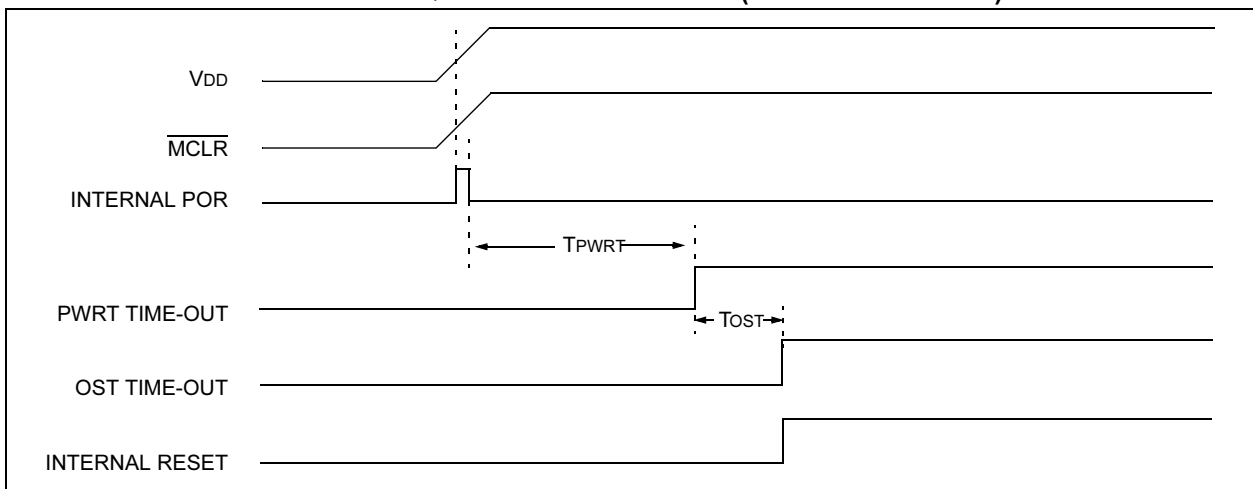 VDD
MCLR
INTERNAL POR
TPWRT
PWRT TIME-OUT
TOST
OST TIME-OUT
INTERNAL RESET